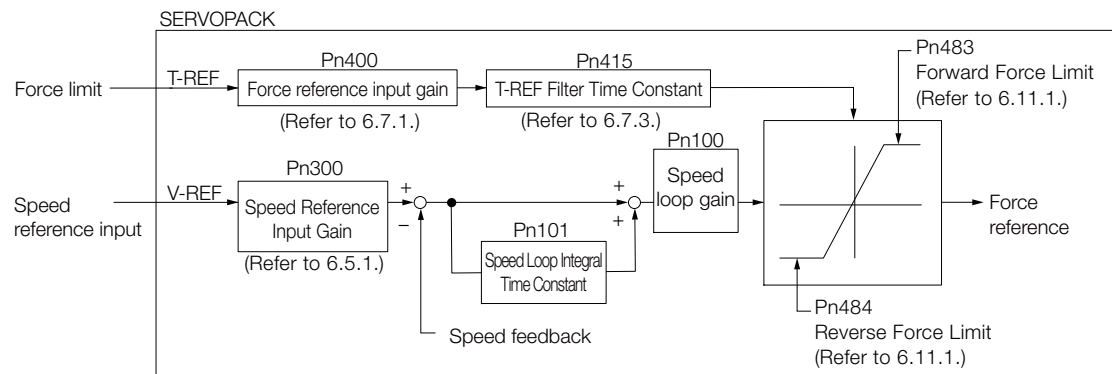 SERVOPACK
Force limit
T-REF
Pn400
Force reference input gain
(Refer to 6.7.1.)
Pn415
T-REF Filter Time Constant
(Refer to 6.7.3.)
Pn483
Forward Force Limit
(Refer to 6.11.1.)
Speed
reference input
V-REF
Pn300
Speed Reference
Input Gain
(Refer to 6.5.1.)
+
−
Pn101
Speed Loop Integral
Time Constant
+
+
Pn100
Speed
loop gain
Force
reference
Speed feedback
Pn484
Reverse Force Limit
(Refer to 6.11.1.)